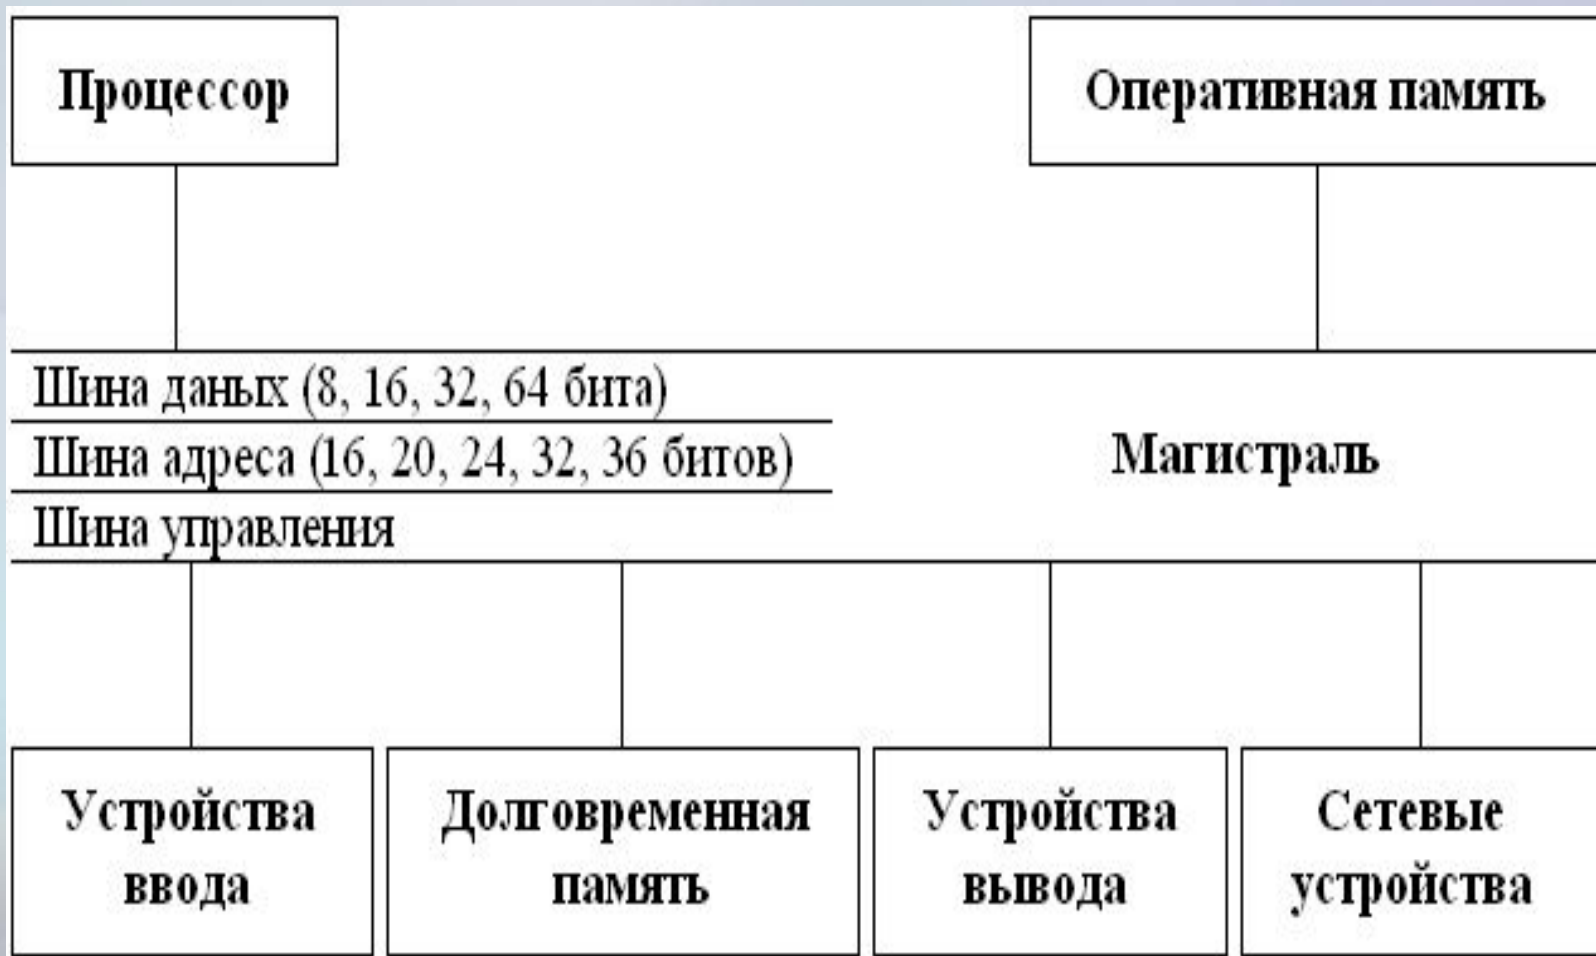 Процессор
Оперативная память
Шина даных (8, 16, 32, 64 бита)
Шина адреса (16, 20, 24, 32, 36 битов)
Шина управления
Магистраль
Устройства
ввода
Долговременная
память
Устройства
вывода
Сетевые
устройства